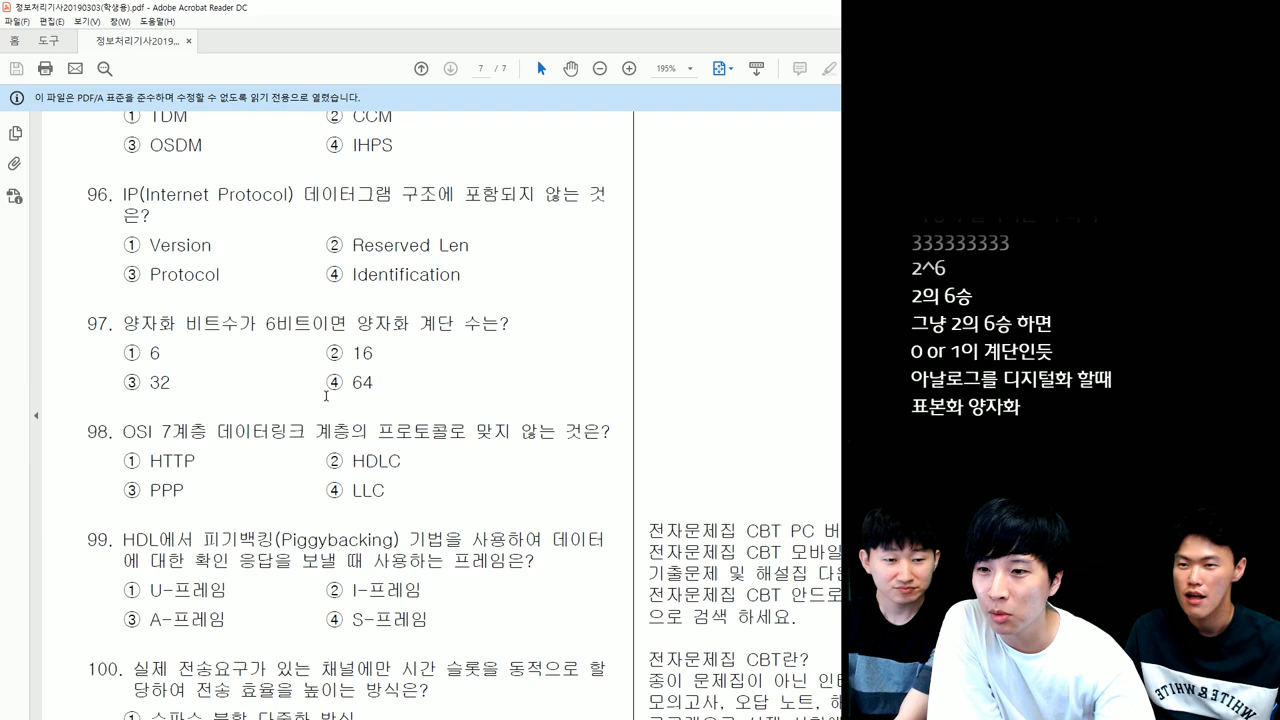 정보처리기사20190303(학생용).pdf - Adobe Acrobat Reader DC
파일(F) 편집(E) 보기(V) 창(W) 도움말(H)
홈 도구 정보처리기사2019... ×
7 / 7 195%
이 파일은 PDF/A 표준을 준수하며 수정할 수 없도록 읽기 전용으로 열렸습니다.
① TDM ② CCM
③ OSDM ④ IHPS
96. IP(Internet Protocol) 데이터그램 구조에 포함되지 않는 것
은?
① Version ② Reserved Len
③ Protocol ④ Identification
97. 양자화 비트수가 6비트이면 양자화 계단 수는?
① 6 ② 16
③ 32 ④ 64
98. OSI 7계층 데이터링크 계층의 프로토콜로 맞지 않는 것은?
① HTTP ② HDLC
③ PPP ④ LLC
99. HDL에서 피기백킹(Piggybacking) 기법을 사용하여 데이터
에 대한 확인 응답을 보낼 때 사용하는 프레임은?
① U-프레임 ② I-프레임
③ A-프레임 ④ S-프레임
100. 실제 전송요구가 있는 채널에만 시간 슬롯을 동적으로 할
당하여 전송 효율을 높이는 방식은?
전자문제집 CBT PC 버
전자문제집 CBT 모바일
기출문제 및 해설집 다운
전자문제집 CBT 안드로
으로 검색 하세요.
전자문제집 CBT란?
종이 문제집이 아닌 인터
모의고사, 오답 노트, 해
333333333
2^6
2의 6승
그냥 2의 6승 하면
0 or 1이 계단인듯
아날로그를 디지털화 할때
표본화 양자화
WHITE&WHITE